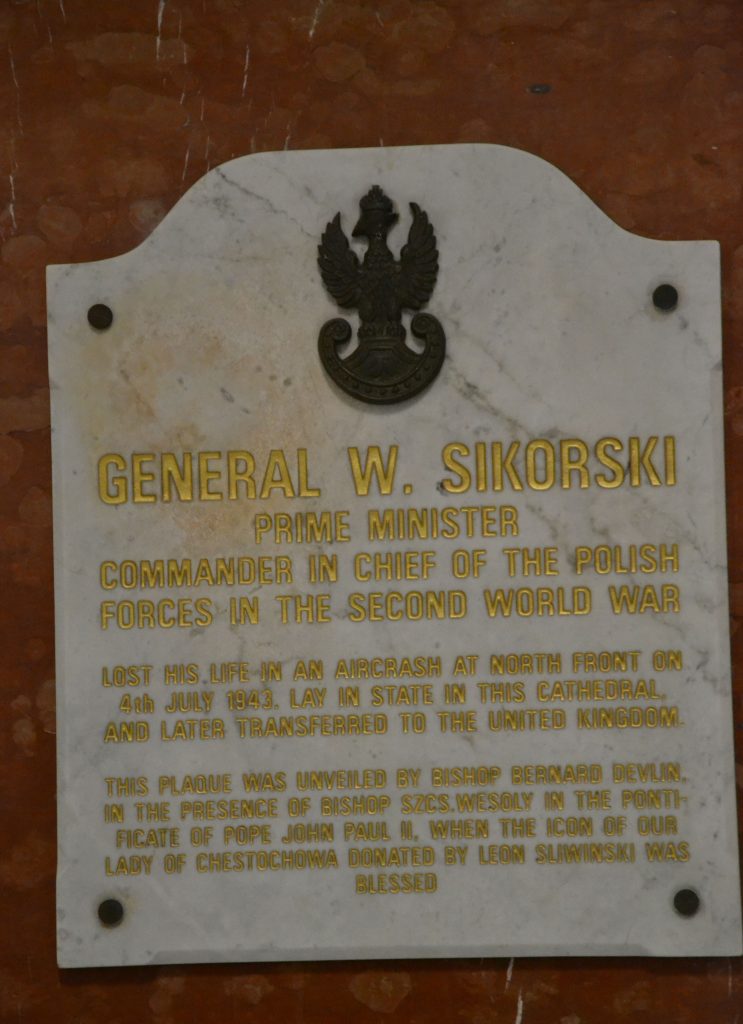 GENERAL W. SIKORSKI
PRIME MINISTER
COMMANDER IN CHIEF OF THE POLISH
FORCES IN THE SECOND WORLD WAR
LOST HIS LIFE IN AN AIRCRASH AT NORTH FRONT ON
4th JULY 1943. LAY IN STATE IN THIS CATHEDRAL,
AND LATER TRANSFERRED TO THE UNITED KINGDOM.
THIS PLAQUE WAS UNVEILED BY BISHOP BERNARD DEVLIN,
IN THE PRESENCE OF BISHOP SZCS.WESOLY IN THE PONTI-
FICATE OF POPE JOHN PAUL II, WHEN THE ICON OF OUR
LADY OF CHESTOCHOWA DONATED BY LEON SLIWINSKI WAS
BLESSED